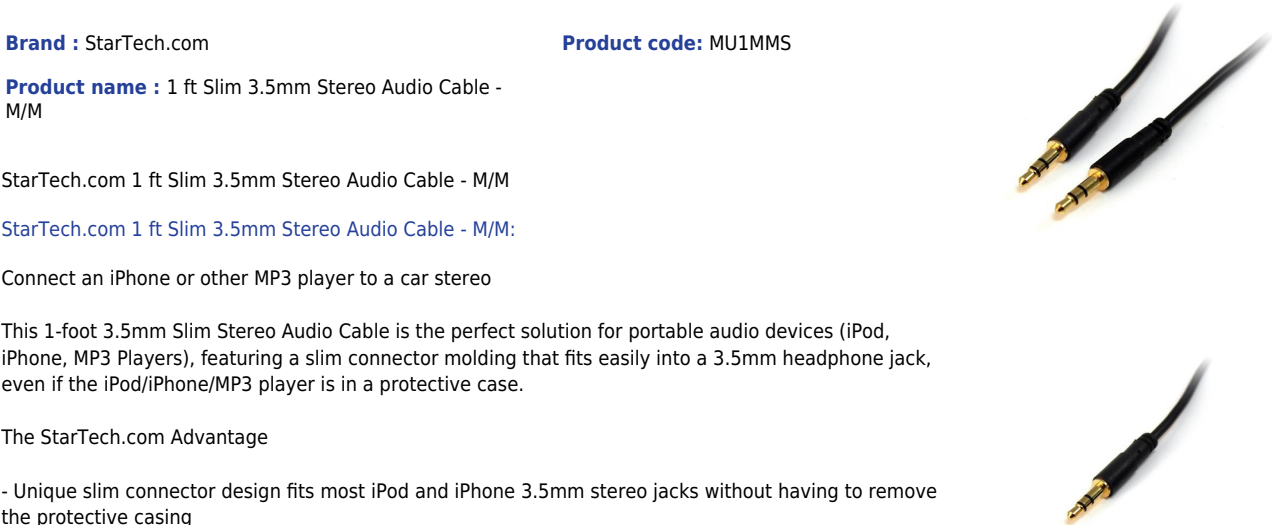 Brand : StarTech.com
Product code: MU1MMS
Product name : 1 ft Slim 3.5mm Stereo Audio Cable -
M/M
StarTech.com 1 ft Slim 3.5mm Stereo Audio Cable - M/M
StarTech.com 1 ft Slim 3.5mm Stereo Audio Cable - M/M:
Connect an iPhone or other MP3 player to a car stereo
This 1-foot 3.5mm Slim Stereo Audio Cable is the perfect solution for portable audio devices (iPod,
iPhone, MP3 Players), featuring a slim connector molding that fits easily into a 3.5mm headphone jack,
even if the iPod/iPhone/MP3 player is in a protective case.
The StarTech.com Advantage
- Unique slim connector design fits most iPod and iPhone 3.5mm stereo jacks without having to remove
the protective casing